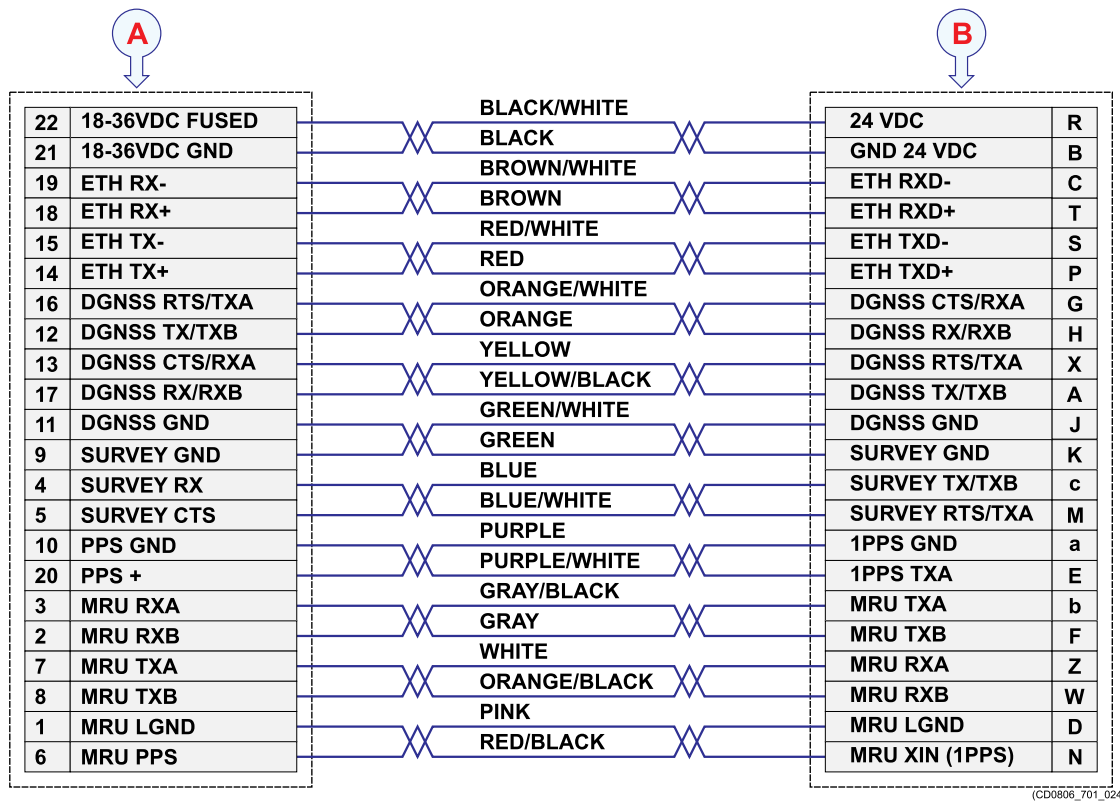 A B
22 18-36VDC FUSED BLACK/WHITE 24 VDC R
21 18-36VDC GND BLACK GND 24 VDC B
19 ETH RX- BROWN/WHITE ETH RXD- C
18 ETH RX+ BROWN ETH RXD+ T
15 ETH TX- RED/WHITE ETH TXD- S
14 ETH TX+ RED ETH TXD+ P
16 DGNSS RTS/TXA ORANGE/WHITE DGNSS CTS/RXA G
12 DGNSS TX/TXB ORANGE DGNSS RX/RXB H
13 DGNSS CTS/RXA YELLOW DGNSS RTS/TXA X
17 DGNSS RX/RXB YELLOW/BLACK DGNSS TX/TXB A
11 DGNSS GND GREEN/WHITE DGNSS GND J
9 SURVEY GND GREEN SURVEY GND K
4 SURVEY RX BLUE SURVEY TX/TXB c
5 SURVEY CTS BLUE/WHITE SURVEY RTS/TXA M
10 PPS GND PURPLE 1PPS GND a
20 PPS + PURPLE/WHITE 1PPS TXA E
3 MRU RXA GRAY/BLACK MRU TXA b
2 MRU RXB GRAY MRU TXB F
7 MRU TXA WHITE MRU RXA Z
8 MRU TXB ORANGE/BLACK MRU RXB W
1 MRU LGND PINK MRU LGND D
6 MRU PPS RED/BLACK MRU XIN (1PPS) N
(CD0806_701_024